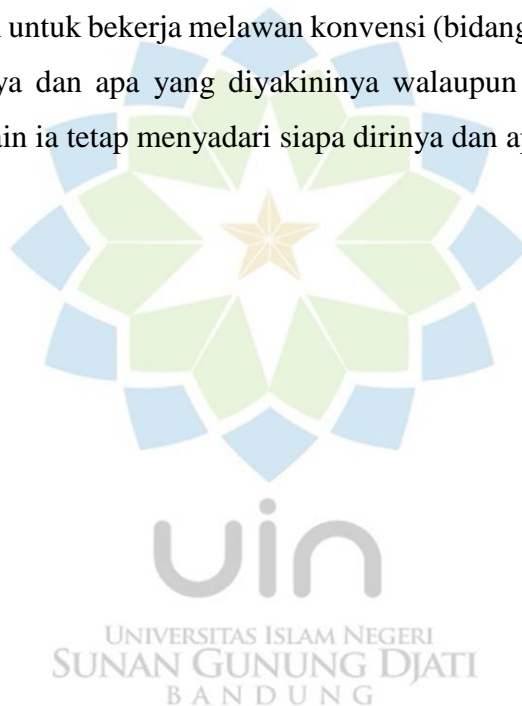 untuk bekerja melawan konvensi (bidang
ya dan apa yang diyakininya walaupun
ain ia tetap menyadari siapa dirinya dan ap
uin
UNIVERSITAS ISLAM NEGERI
SUNAN GUNUNG DJATI
BANDUNG